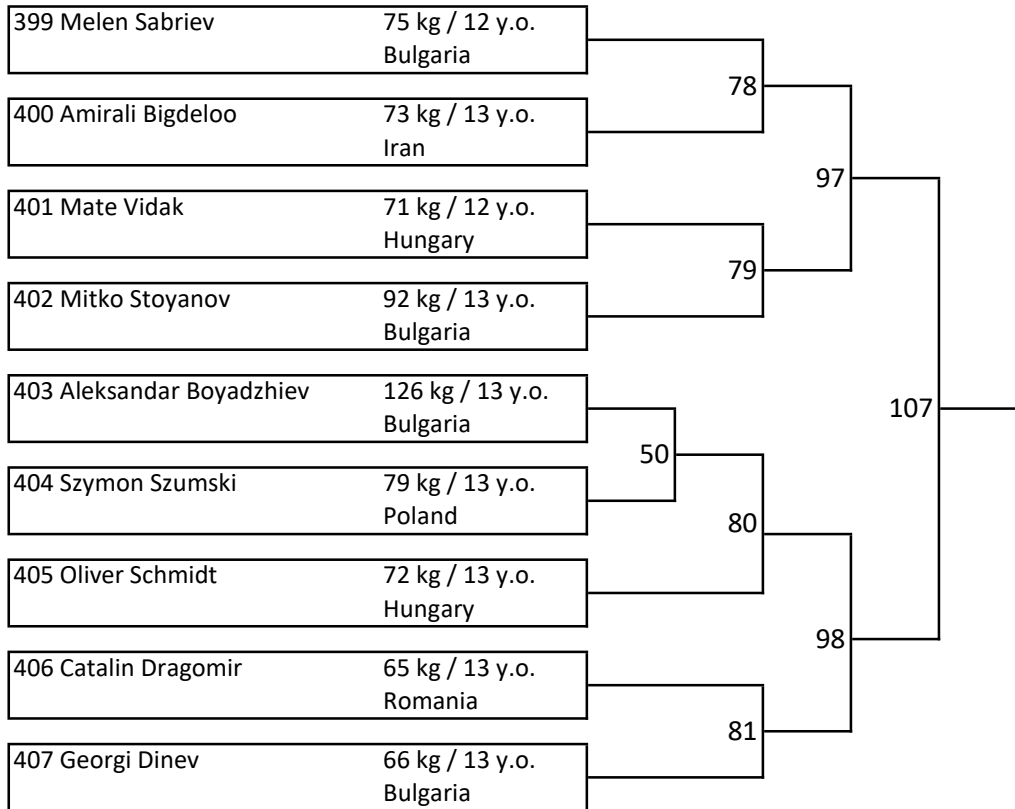 399 Melen Sabriev 75 kg / 12 y.o.
Bulgaria
78
400 Amirali Bigdeloo 73 kg / 13 y.o.
Iran
97
401 Mate Vidak 71 kg / 12 y.o.
Hungary
79
402 Mitko Stoyanov 92 kg / 13 y.o.
Bulgaria
403 Aleksandar Boyadzhiev 126 kg / 13 y.o.
Bulgaria
107
50
404 Szymon Szumski 79 kg / 13 y.o.
Poland
80
405 Oliver Schmidt 72 kg / 13 y.o.
Hungary
98
406 Catalin Dragomir 65 kg / 13 y.o.
Romania
81
407 Georgi Dinev 66 kg / 13 y.o.
Bulgaria